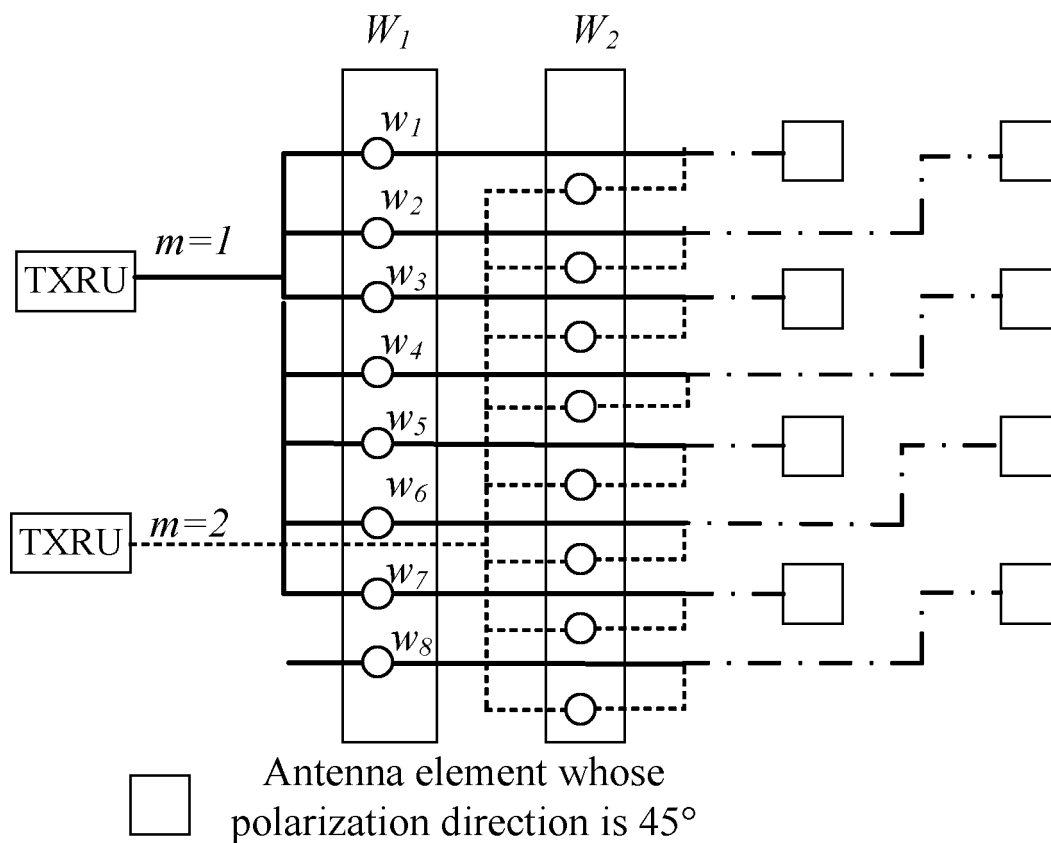 W1 W2
w1
w2
m=1
TXRU
w3
w4
w5
w6
m=2
TXRU
w7
w8
Antenna element whose
polarization direction is 45°